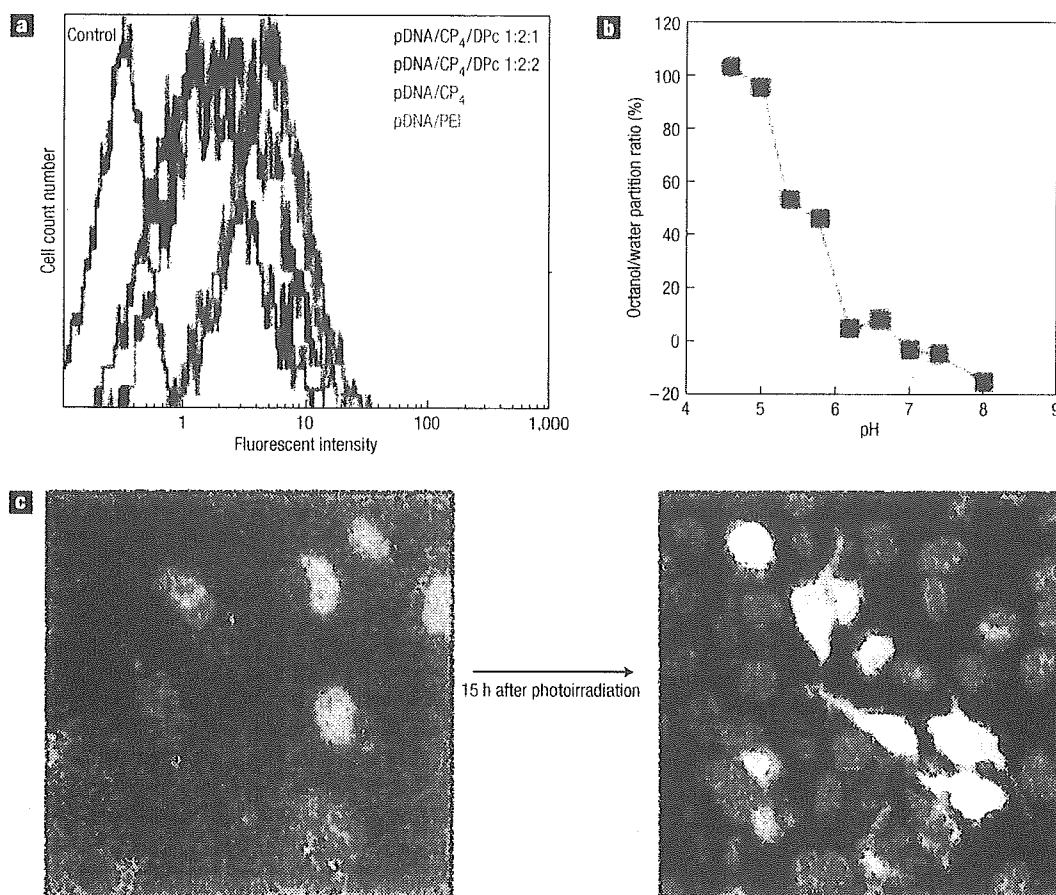 a
Control
pDNA/CP4/DPc 1:2:1
pDNA/CP4/DPc 1:2:2
pDNA/CP4
pDNA/PEI
Cell count number
1
10
100
1,000
Fluorescent intensity
b
Octanol/water partition ratio (%)
120
100
80
60
40
20
0
−20
4
5
6
7
8
9
pH
c
15 h after photoirradiation